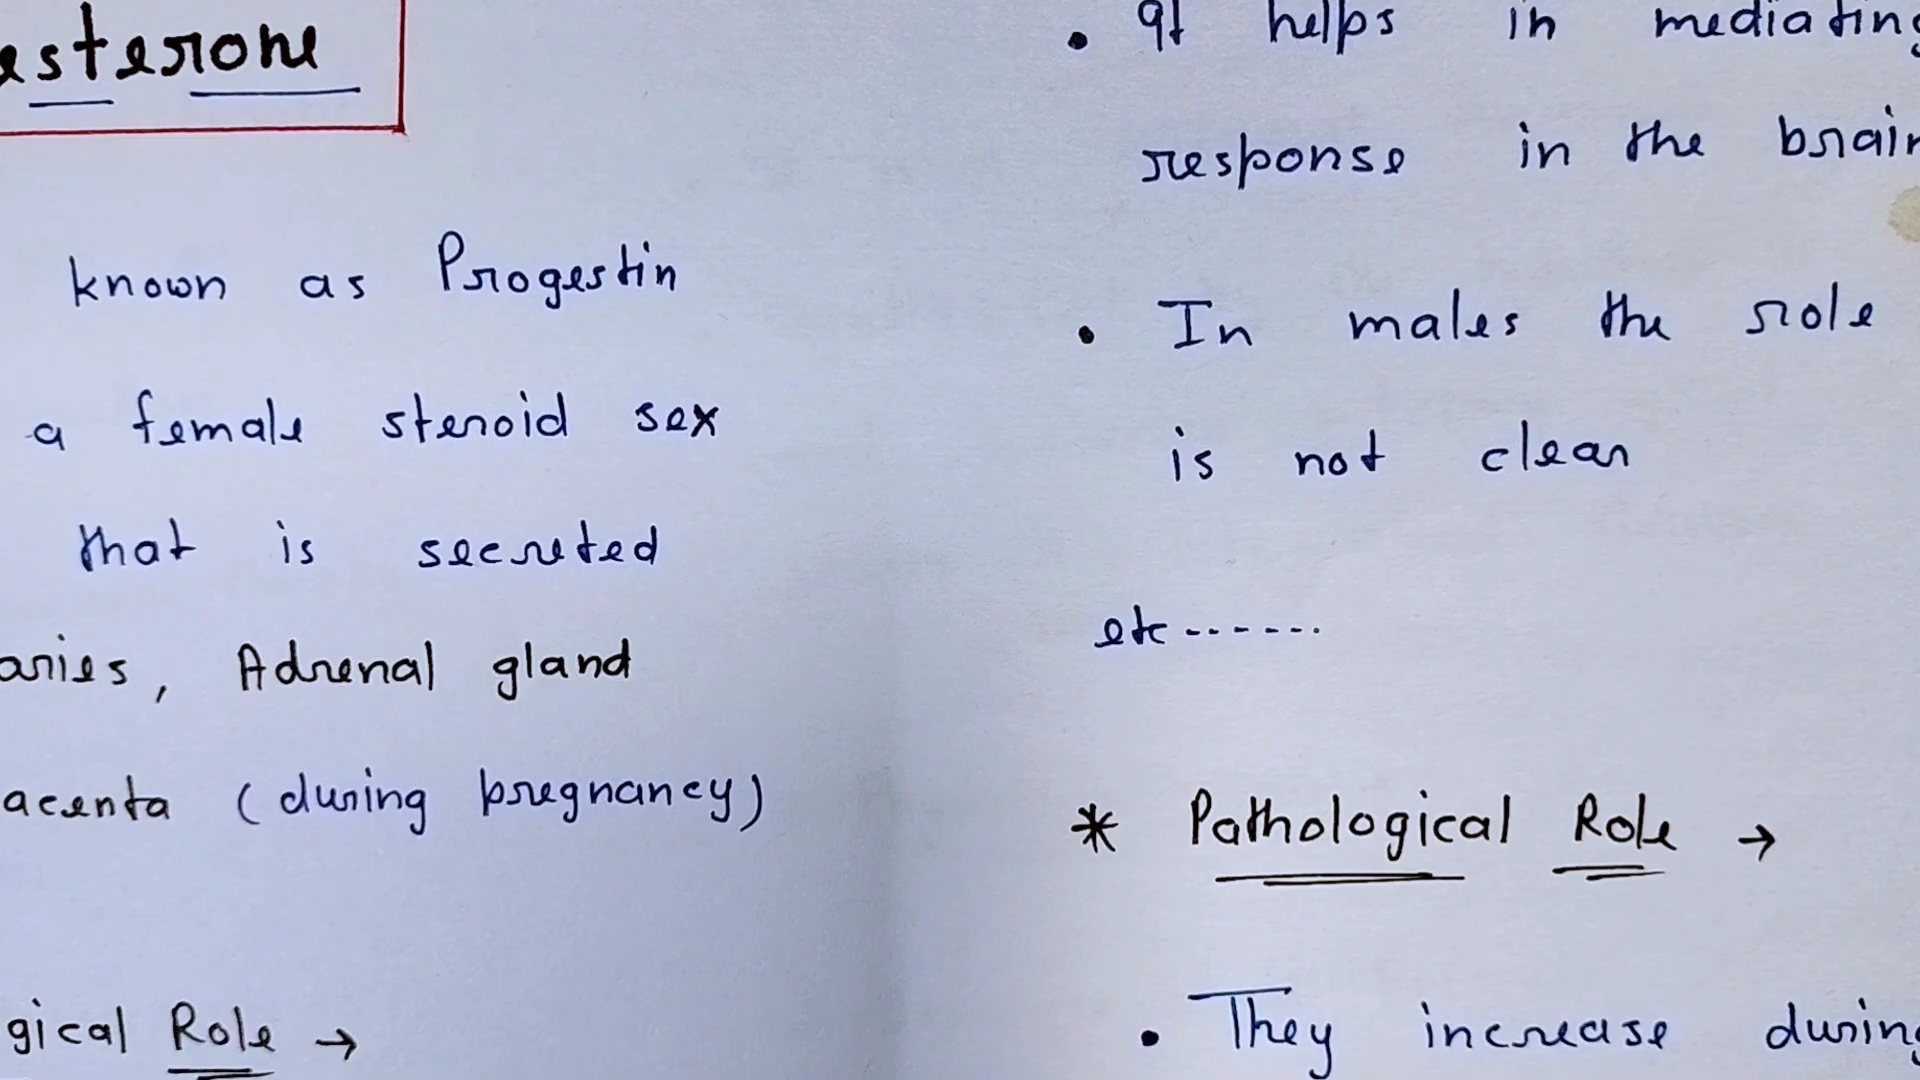 esterone
known as Progestin
a female steroid sex
that is secreted
aries, Adrenal gland
acenta (during pregnancy)
gical Role →
• It helps in mediating
response in the brain
• In males the role
is not clear
etc.......
* Pathological Role →
• They increase during